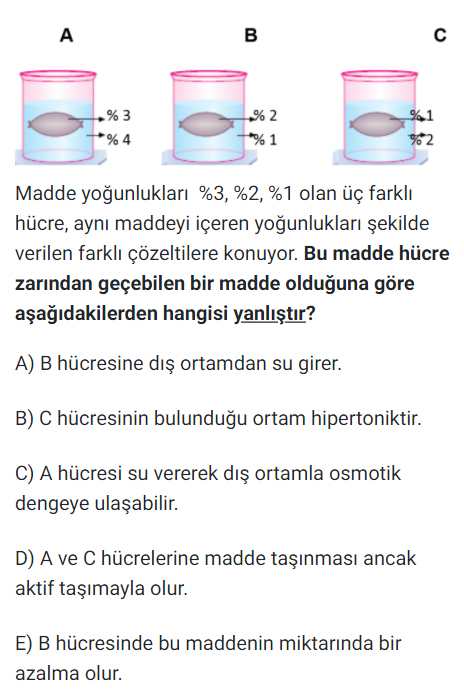 A B C
% 3 % 2 % 1
% 4 % 1 % 2
Madde yoğunlukları %3, %2, %1 olan üç farklı
hücre, aynı maddeyi içeren yoğunlukları şekilde
verilen farklı çözeltilere konuyor. Bu madde hücre
zarından geçebilen bir madde olduğuna göre
aşağıdakilerden hangisi yanlıştır?
A) B hücresine dış ortamdan su girer.
B) C hücresinin bulunduğu ortam hipertoniktir.
C) A hücresi su vererek dış ortamla osmotik
dengeye ulaşabilir.
D) A ve C hücrelerine madde taşınması ancak
aktif taşımayla olur.
E) B hücresinde bu maddenin miktarında bir
azalma olur.